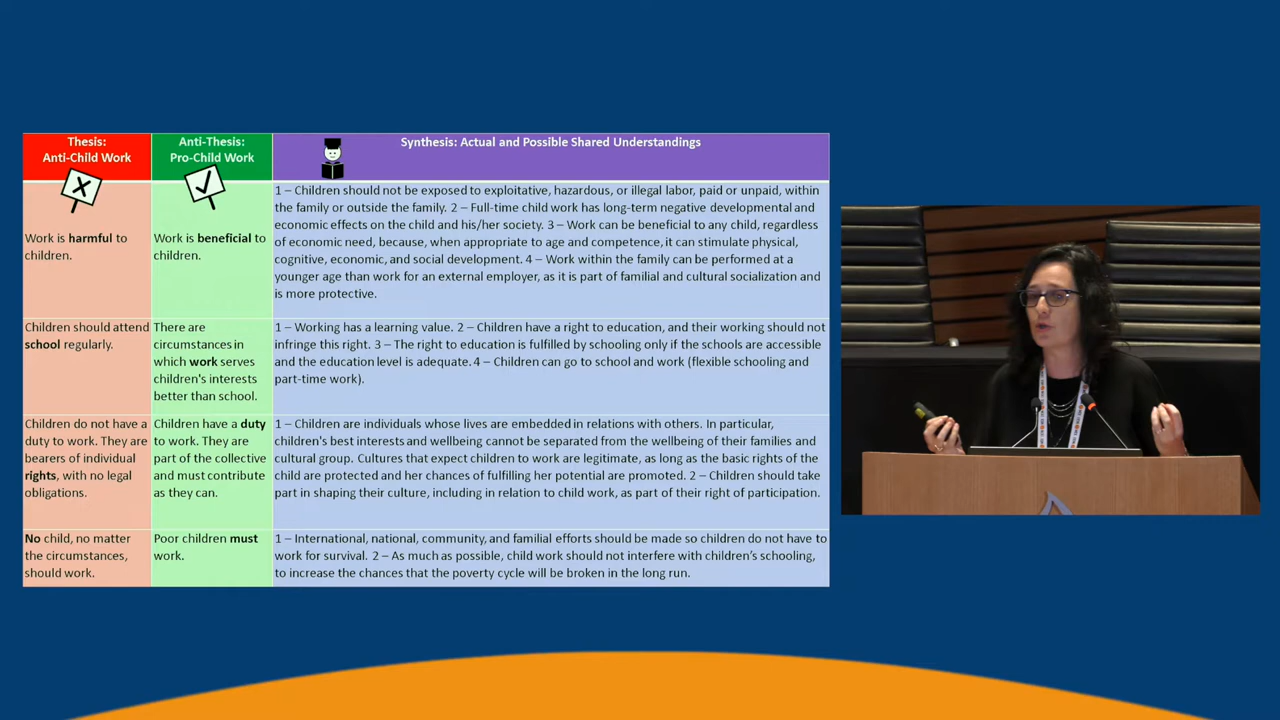 Thesis:
Anti-Child Work
Anti-Thesis:
Pro-Child Work
Synthesis: Actual and Possible Shared Understandings
Work is harmful to
children.
Work is beneficial to
children.
1 – Children should not be exposed to exploitative, hazardous, or illegal labor, paid or unpaid, within
the family or outside the family. 2 – Full-time child work has long-term negative developmental and
economic effects on the child and his/her society. 3 – Work can be beneficial to any child, regardless
of economic need, because, when appropriate to age and competence, it can stimulate physical,
cognitive, economic, and social development. 4 – Work within the family can be performed at a
younger age than work for an external employer, as it is part of familial and cultural socialization and
is more protective.
Children should attend
school regularly.
There are
circumstances in
which work serves
children's interests
better than school.
1 – Working has a learning value. 2 – Children have a right to education, and their working should not
infringe this right. 3 – The right to education is fulfilled by schooling only if the schools are accessible
and the education level is adequate. 4 – Children can go to school and work (flexible schooling and
part-time work).
Children do not have a
duty to work. They are
bearers of individual
rights, with no legal
obligations.
Children have a duty
to work. They are
part of the collective
and must contribute
as they can.
1 – Children are individuals whose lives are embedded in relations with others. In particular,
children's best interests and wellbeing cannot be separated from the wellbeing of their families and
cultural group. Cultures that expect children to work are legitimate, as long as the basic rights of the
child are protected and her chances of fulfilling her potential are promoted. 2 – Children should take
part in shaping their culture, including in relation to child work, as part of their right of participation.
No child, no matter
the circumstances,
should work.
Poor children must
work.
1 – International, national, community, and familial efforts should be made so children do not have to
work for survival. 2 – As much as possible, child work should not interfere with children's schooling,
to increase the chances that the poverty cycle will be broken in the long run.